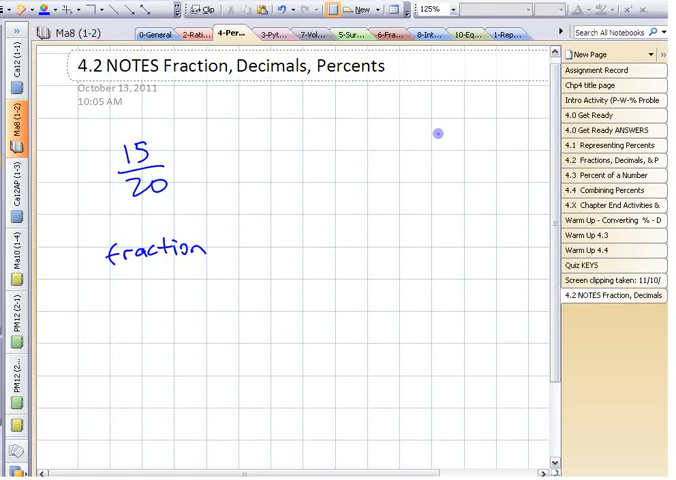 Clip
New
125%
A
ab
Ma8 (1-2)
0-General
2-Rati...
4-Per...
3-Pyt...
7-Vol...
5-Sur...
6-Fra...
8-Int...
10-Eq...
1-Rep...
Search All Notebooks
Ca12 (1-1)
Ma8 (1-2)
Ca12AP (1-3)
Ma10 (1-4)
PM12 (2-1)
PM12 (2...
4.2 NOTES Fraction, Decimals, Percents
October 13, 2011
10:05 AM
15
20
fraction
New Page
Assignment Record
Chp4 title page
Intro Activity (P-W-% Proble
4.0 Get Ready
4.0 Get Ready ANSWERS
4.1 Representing Percents
4.2 Fractions, Decimals, & P
4.3 Percent of a Number
4.4 Combining Percents
4.X Chapter End Activities &
Warm Up - Converting % - D
Warm Up 4.3
Warm Up 4.4
Quiz KEYS
Screen clipping taken: 11/10/
4.2 NOTES Fraction, Decimals